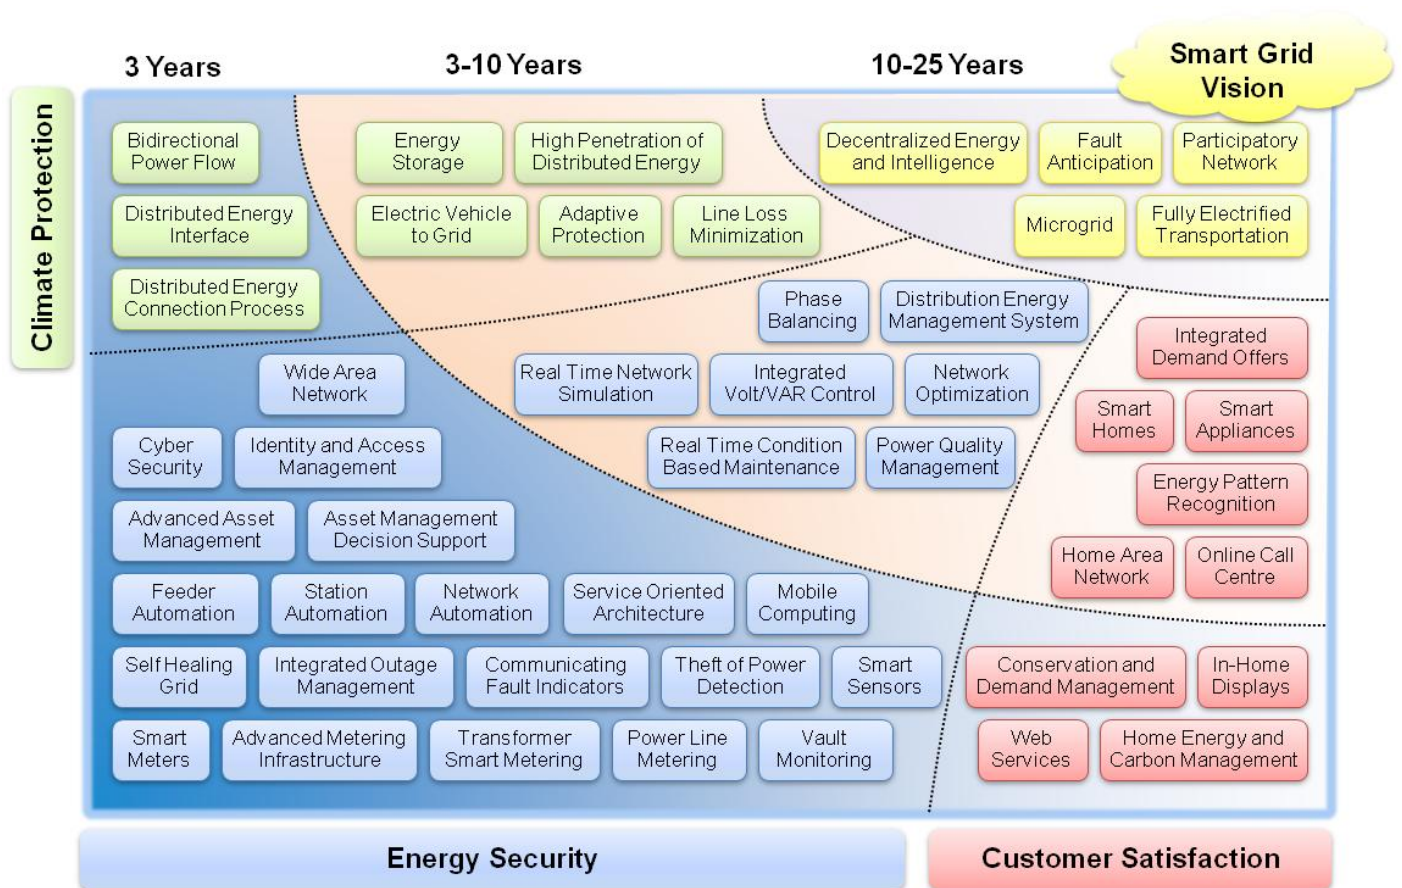 3 Years
3-10 Years
10-25 Years
Smart Grid
Vision
Climate Protection
Bidirectional
Power Flow
Energy
Storage
High Penetration of
Distributed Energy
Decentralized Energy
and Intelligence
Fault
Anticipation
Participatory
Network
Distributed Energy
Interface
Electric Vehicle
to Grid
Adaptive
Protection
Line Loss
Minimization
Microgrid
Fully Electrified
Transportation
Distributed Energy
Connection Process
Phase
Balancing
Distribution Energy
Management System
Integrated
Demand Offers
Wide Area
Network
Real Time Network
Simulation
Integrated
Volt/VAR Control
Network
Optimization
Smart
Homes
Smart
Appliances
Cyber
Security
Identity and Access
Management
Real Time Condition
Based Maintenance
Power Quality
Management
Energy Pattern
Recognition
Advanced Asset
Management
Asset Management
Decision Support
Home Area
Network
Online Call
Centre
Feeder
Automation
Station
Automation
Network
Automation
Service Oriented
Architecture
Mobile
Computing
Self Healing
Grid
Integrated Outage
Management
Communicating
Fault Indicators
Theft of Power
Detection
Smart
Sensors
Conservation and
Demand Management
In-Home
Displays
Smart
Meters
Advanced Metering
Infrastructure
Transformer
Smart Metering
Power Line
Metering
Vault
Monitoring
Web
Services
Home Energy and
Carbon Management
Energy Security
Customer Satisfaction